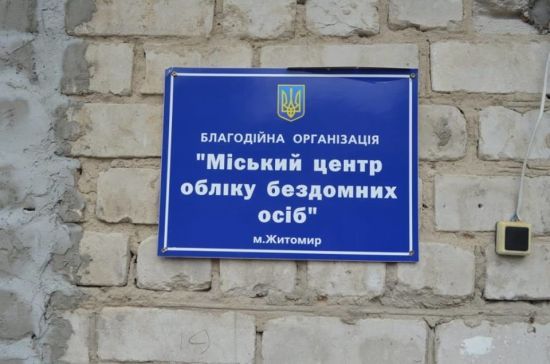 БЛАГОДІЙНА ОРГАНІЗАЦІЯ
"Міський центр
обліку бездомних
осіб"
м.Житомир